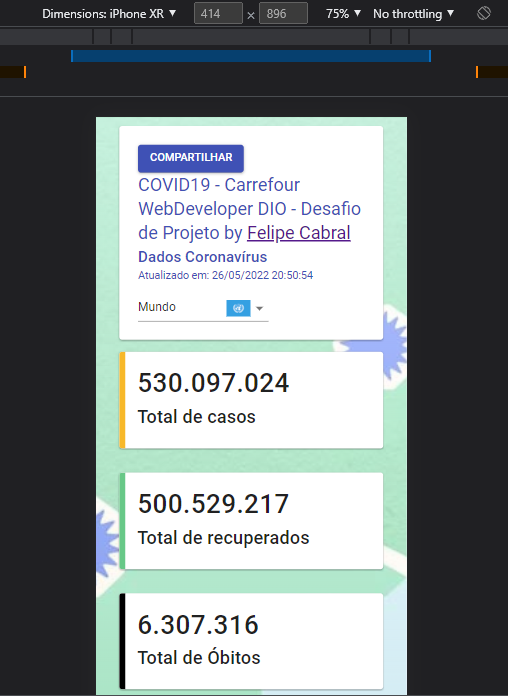 Dimensions: iPhone XR ▼ 414 × 896 75% ▼ No throttling ▼
COMPARTILHAR
COVID19 - Carrefour
WebDeveloper DIO - Desafio
de Projeto by Felipe Cabral
Dados Coronavírus
Atualizado em: 26/05/2022 20:50:54
Mundo
530.097.024
Total de casos
500.529.217
Total de recuperados
6.307.316
Total de Óbitos